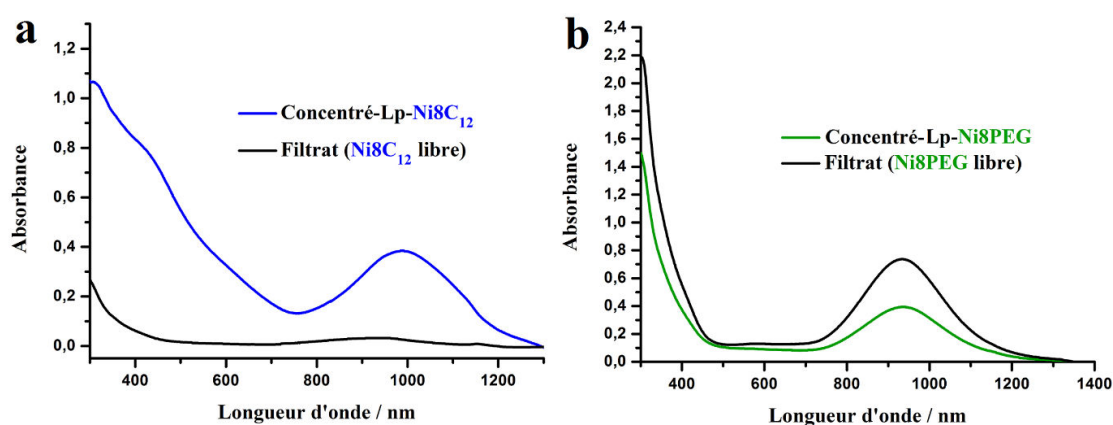 a
1,2
1,0
0,8
0,6
0,4
0,2
0,0
Absorbance
Concentré-Lp-Ni8C₁₂
Filtrat (Ni8C₁₂ libre)
400 600 800 1000 1200
Longueur d'onde / nm
b
2,4
2,2
2,0
1,8
1,6
1,4
1,2
1,0
0,8
0,6
0,4
0,2
0,0
Absorbance
Concentré-Lp-Ni8PEG
Filtrat (Ni8PEG libre)
400 600 800 1000 1200 1400
Longueur d'onde / nm